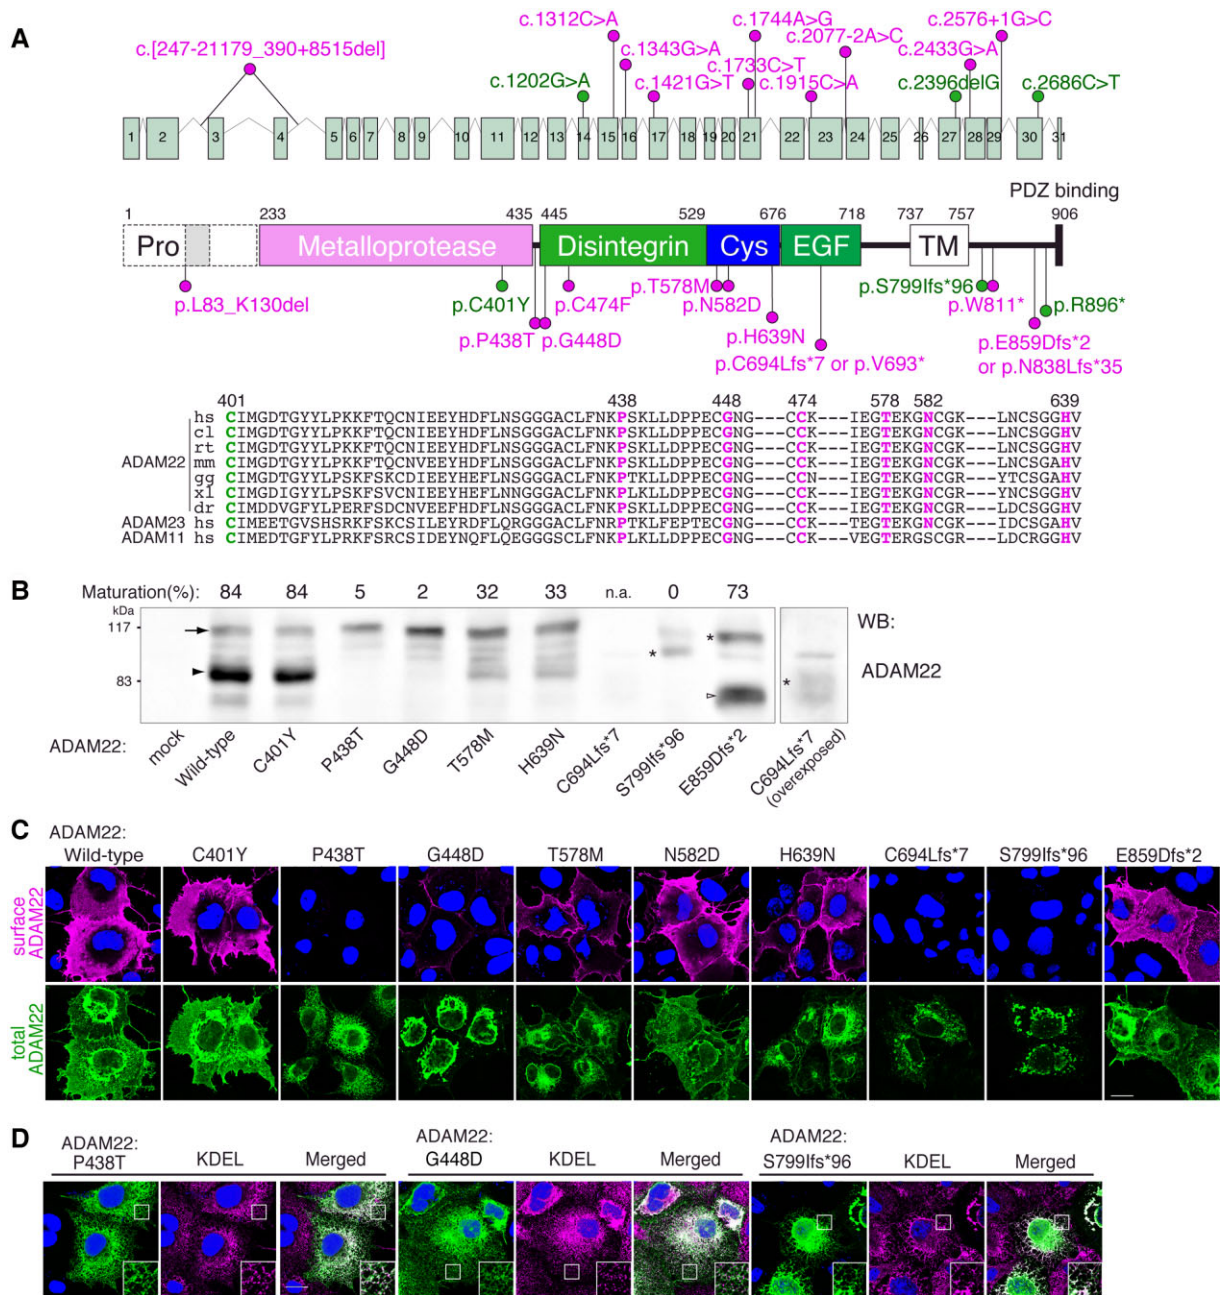 A
c.[247-21179_390+8515del]
c.1312C>A
c.1744A>G
c.2576+1G>C
c.2077-2A>C
c.1343G>A
c.2433G>A
c.1733C>T
c.1202G>A
c.1421G>T
c.1915C>A
c.2396delG
c.2686C>T
1 2 3 4 5 6 7 8 9 10 11 12 13 14 15 16 17 18 19 20 21 22 23 24 25 26 27 28 29 30 31
PDZ binding
1 233 435 445 529 676 718 737 757 906
Pro Metalloprotease Disintegrin Cys EGF TM
p.L83_K130del
p.C401Y
p.C474F
p.T578M
p.N582D
p.S799Ifs*96
p.W811*
p.R896*
p.P438T
p.G448D
p.H639N
p.E859Dfs*2
or p.N838Lfs*35
p.C694Lfs*7 or p.V693*
401 438 448 474 578 582 639
ADAM22
hs CIMGDTGYYLPKKFTQCNIEEYHDFLNSGGGACLFNKPSKLLDPPECGNG---CCK---IEGTEKGNCGK---LNCSGGHV
cl CIMGDTGYYLPKKFTQCNIEEYHDFLNSGGGACLFNKPSKLLDPPECGNG---CCK---IEGTEKGNCGK---LNCSGGHV
rt CIMGDTGYYLPKKFTQCNIEEYHDFLNSGGGACLFNKPSKLLDPPECGNG---CCK---IEGTEKGNCGK---LNCSGGHV
mm CIMGDTGYYLPKKFTQCNVEEYHDFLNSGGGACLFNKPSKLLDPPECGNG---CCK---IEGTEKGNCGK---LNCSGAHV
gg CIMGDTGYYLPKKFSKCDIEEYHEFLNSGGGACLFNKPTKLLDPPECGNG---CCK---IEGTEKGNCGR---YTCSGAHV
xl CIMGDIGYYLPKKFSVCNIEEYHEFLNNGGGACLFNKPSKLLDPPECGNG---CCK---IEGTEKGNCGK---YNCSGGHV
dr CIMDDVGFYLPERFSDCNVEEFHDFLNSGGGACLFNKPSKLLDPPECGNG---CCK---IEGTEKGNCGK---LNCSGGHV
ADAM23 hs CIMEETGVSHSRKFSKCSILEYRDFLQRGGGACLFNRPTKLFEPTECGNG---CCK---TEGTEKGNCGR---IDCSGAHV
ADAM11 hs CIMEDTGFYLPRKFSRCSIDEYNQFLQEGGGSCLFNKPLKLLDPPECGNG---CCK---VEGTERGSCGR---LDCRGGHV
B
Maturation(%): 84 84 5 2 32 33 n.a. 0 73
kDa
117
83
WB:
ADAM22
ADAM22: mock Wild-type C401Y P438T G448D T578M H639N C694Lfs*7 S799Ifs*96 E859Dfs*2 C694Lfs*7 (overexposed)
C
ADAM22:
Wild-type C401Y P438T G448D T578M N582D H639N C694Lfs*7 S799Ifs*96 E859Dfs*2
surface ADAM22
total ADAM22
D
ADAM22: P438T KDEL Merged
ADAM22: G448D KDEL Merged
ADAM22: S799Ifs*96 KDEL Merged